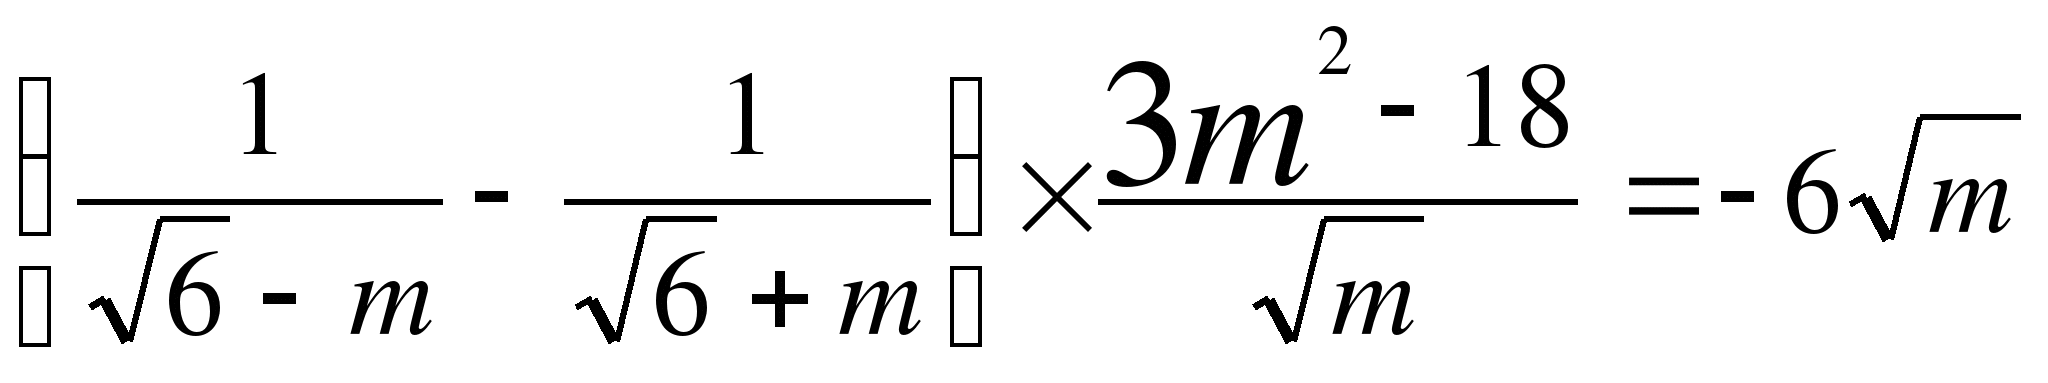 (1/(√6 - m) - 1/(√6 + m)) × (3m² - 18)/√m = -6√m